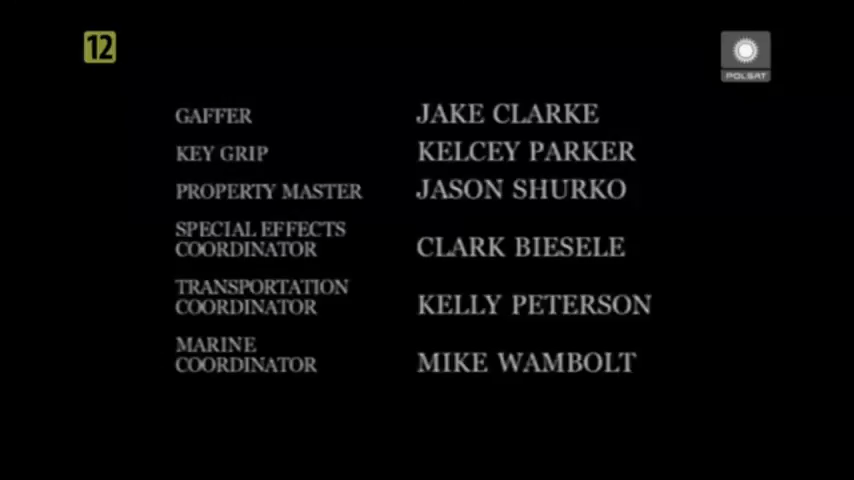 12
POLSAT
GAFFER JAKE CLARKE
KEY GRIP KELCEY PARKER
PROPERTY MASTER JASON SHURKO
SPECIAL EFFECTS
COORDINATOR CLARK BIESELE
TRANSPORTATION
COORDINATOR KELLY PETERSON
MARINE
COORDINATOR MIKE WAMBOLT